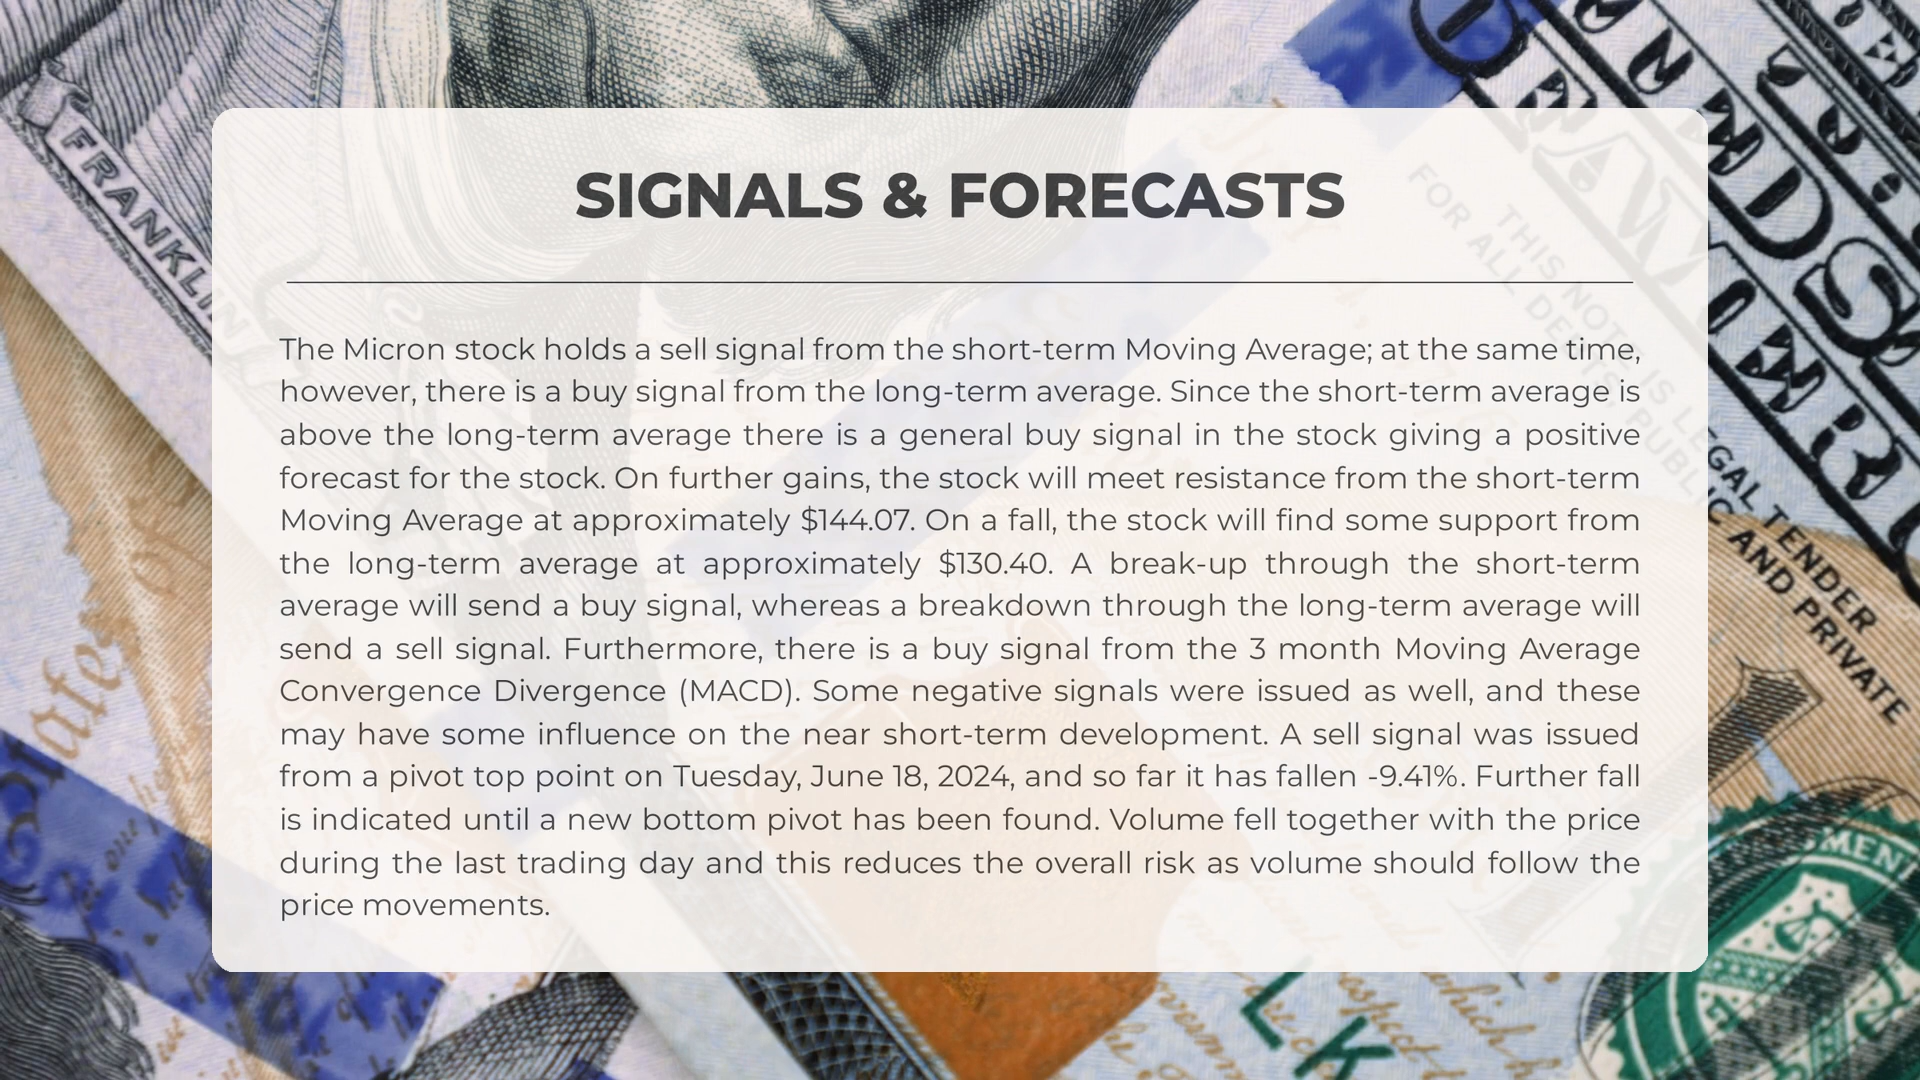 FRANKLIN
SIGNALS & FORECASTS
THIS NOTE IS LEGAL TENDER
FOR ALL DEBTS, PUBLIC AND PRIVATE
The Micron stock holds a sell signal from the short-term Moving Average; at the same time,
however, there is a buy signal from the long-term average. Since the short-term average is
above the long-term average there is a general buy signal in the stock giving a positive
forecast for the stock. On further gains, the stock will meet resistance from the short-term
Moving Average at approximately $144.07. On a fall, the stock will find some support from
the long-term average at approximately $130.40. A break-up through the short-term
average will send a buy signal, whereas a breakdown through the long-term average will
send a sell signal. Furthermore, there is a buy signal from the 3 month Moving Average
Convergence Divergence (MACD). Some negative signals were issued as well, and these
may have some influence on the near short-term development. A sell signal was issued
from a pivot top point on Tuesday, June 18, 2024, and so far it has fallen -9.41%. Further fall
is indicated until a new bottom pivot has been found. Volume fell together with the price
during the last trading day and this reduces the overall risk as volume should follow the
price movements.